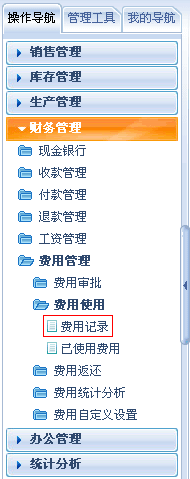 操作导航 管理工具 我的导航
销售管理
库存管理
生产管理
财务管理
现金银行
收款管理
付款管理
退款管理
工资管理
费用管理
费用审批
费用使用
费用记录
已使用费用
费用返还
费用统计分析
费用自定义设置
办公管理
统计分析